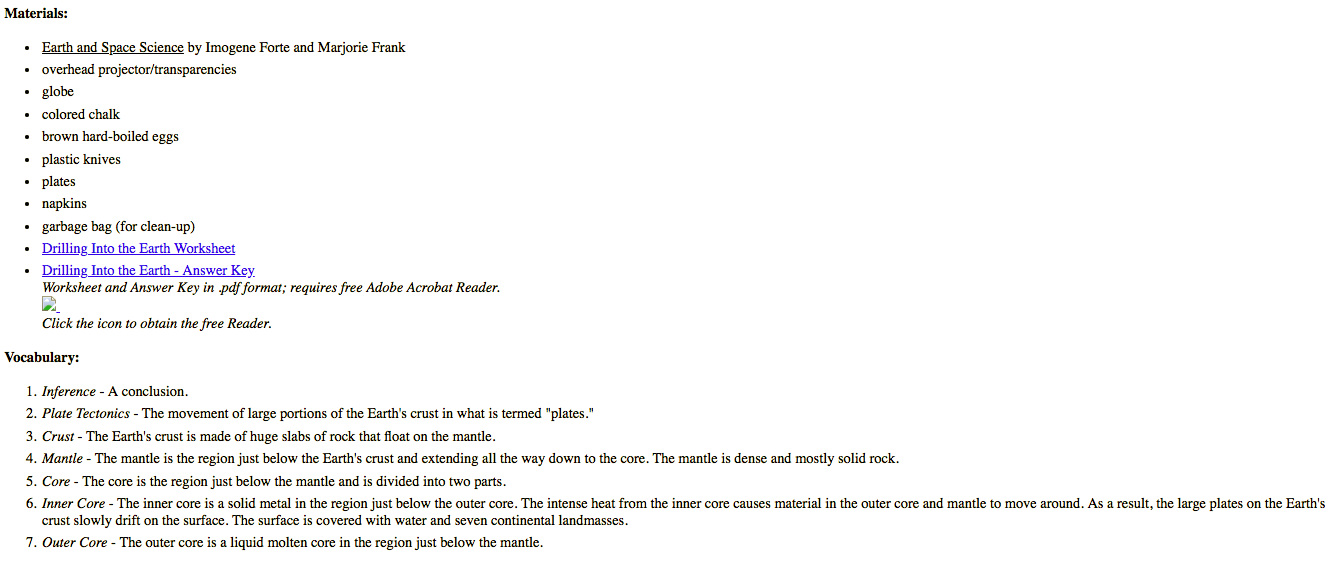 Materials:
Earth and Space Science by Imogene Forte and Marjorie Frank
overhead projector/transparencies
globe
colored chalk
brown hard-boiled eggs
plastic knives
plates
napkins
garbage bag (for clean-up)
Drilling Into the Earth Worksheet
Drilling Into the Earth - Answer Key
Worksheet and Answer Key in .pdf format; requires free Adobe Acrobat Reader.
Click the icon to obtain the free Reader.
Vocabulary:
1. Inference - A conclusion.
2. Plate Tectonics - The movement of large portions of the Earth's crust in what is termed "plates."
3. Crust - The Earth's crust is made of huge slabs of rock that float on the mantle.
4. Mantle - The mantle is the region just below the Earth's crust and extending all the way down to the core. The mantle is dense and mostly solid rock.
5. Core - The core is the region just below the mantle and is divided into two parts.
6. Inner Core - The inner core is a solid metal in the region just below the outer core. The intense heat from the inner core causes material in the outer core and mantle to move around. As a result, the large plates on the Earth's
crust slowly drift on the surface. The surface is covered with water and seven continental landmasses.
7. Outer Core - The outer core is a liquid molten core in the region just below the mantle.